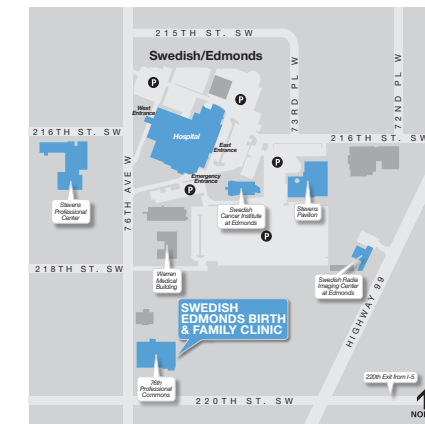 215TH ST. SW
Swedish/Edmonds
P
P
73RD PL W
72ND PL W
West
Entrance
216TH ST. SW
Hospital
East
Entrance
216TH ST. SW
P
Emergency
Entrance
P
76TH AVE W
Stevens
Professional
Center
Swedish
Cancer Institute
at Edmonds
Stevens
Pavilion
P
218TH ST. SW
Warren
Medical
Building
Swedish Radia
Imaging Center
at Edmonds
HIGHWAY 99
SWEDISH
EDMONDS BIRTH
& FAMILY CLINIC
76th
Professional
Commons
220th Exit from I-5
220TH ST. SW